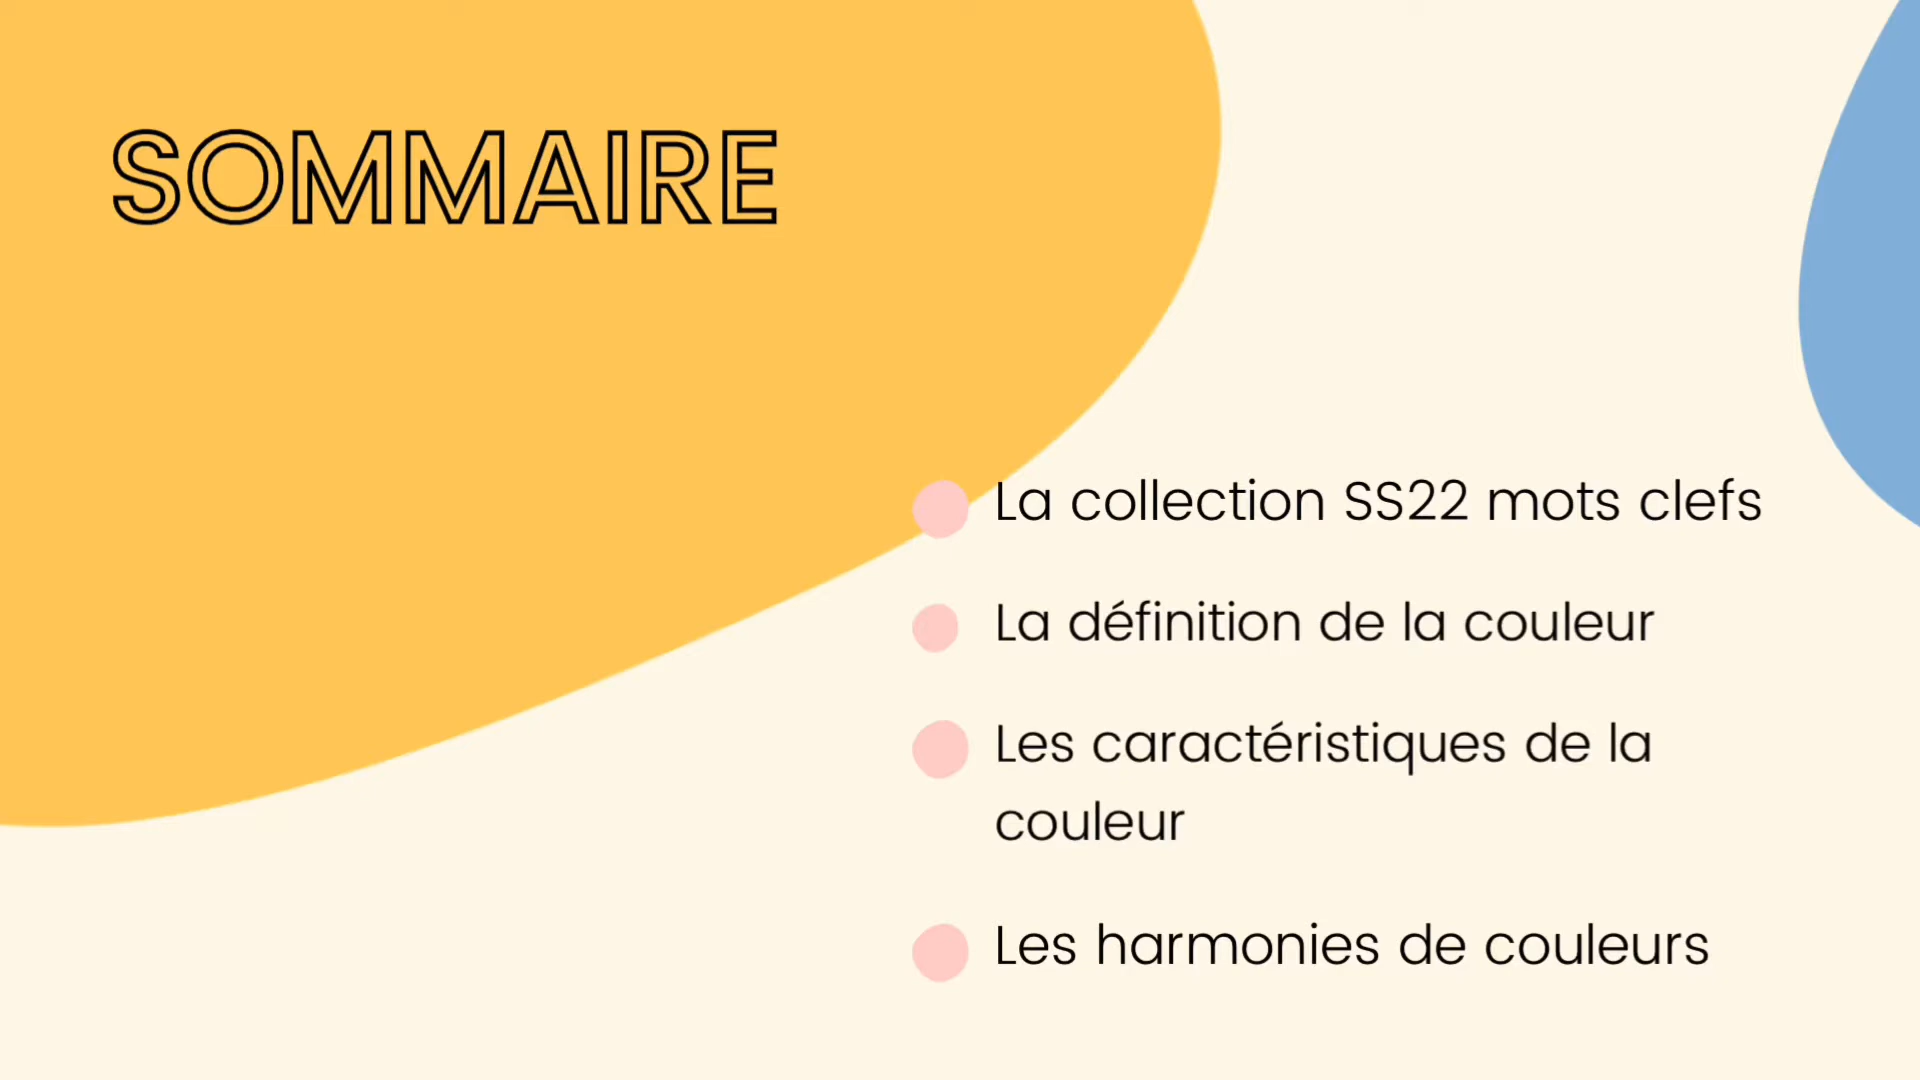 SOMMAIRE
La collection SS22 mots clefs
La définition de la couleur
Les caractéristiques de la
couleur
Les harmonies de couleurs